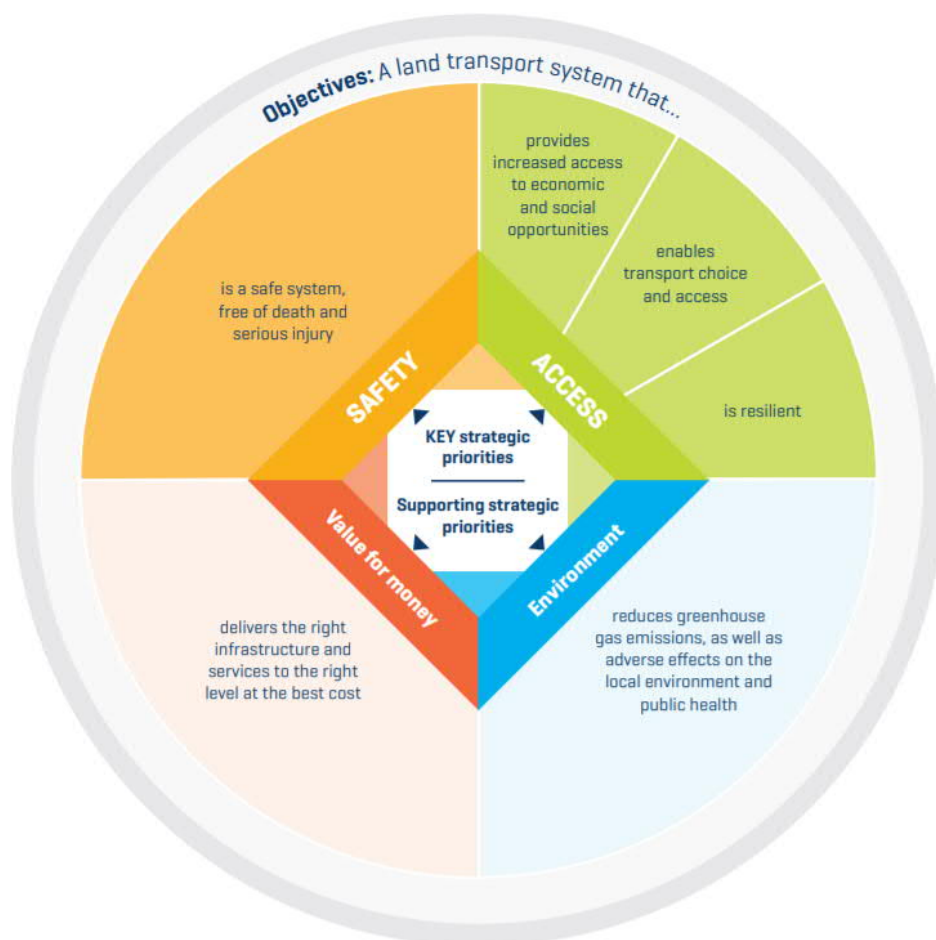 Objectives: A land transport system that...
provides
increased access
to economic
and social
opportunities
enables
transport choice
and access
is resilient
is a safe system,
free of death and
serious injury
SAFETY
ACCESS
KEY strategic
priorities
Supporting strategic
priorities
Value for money
Environment
delivers the right
infrastructure and
services to the right
level at the best cost
reduces greenhouse
gas emissions, as well as
adverse effects on the
local environment and
public health